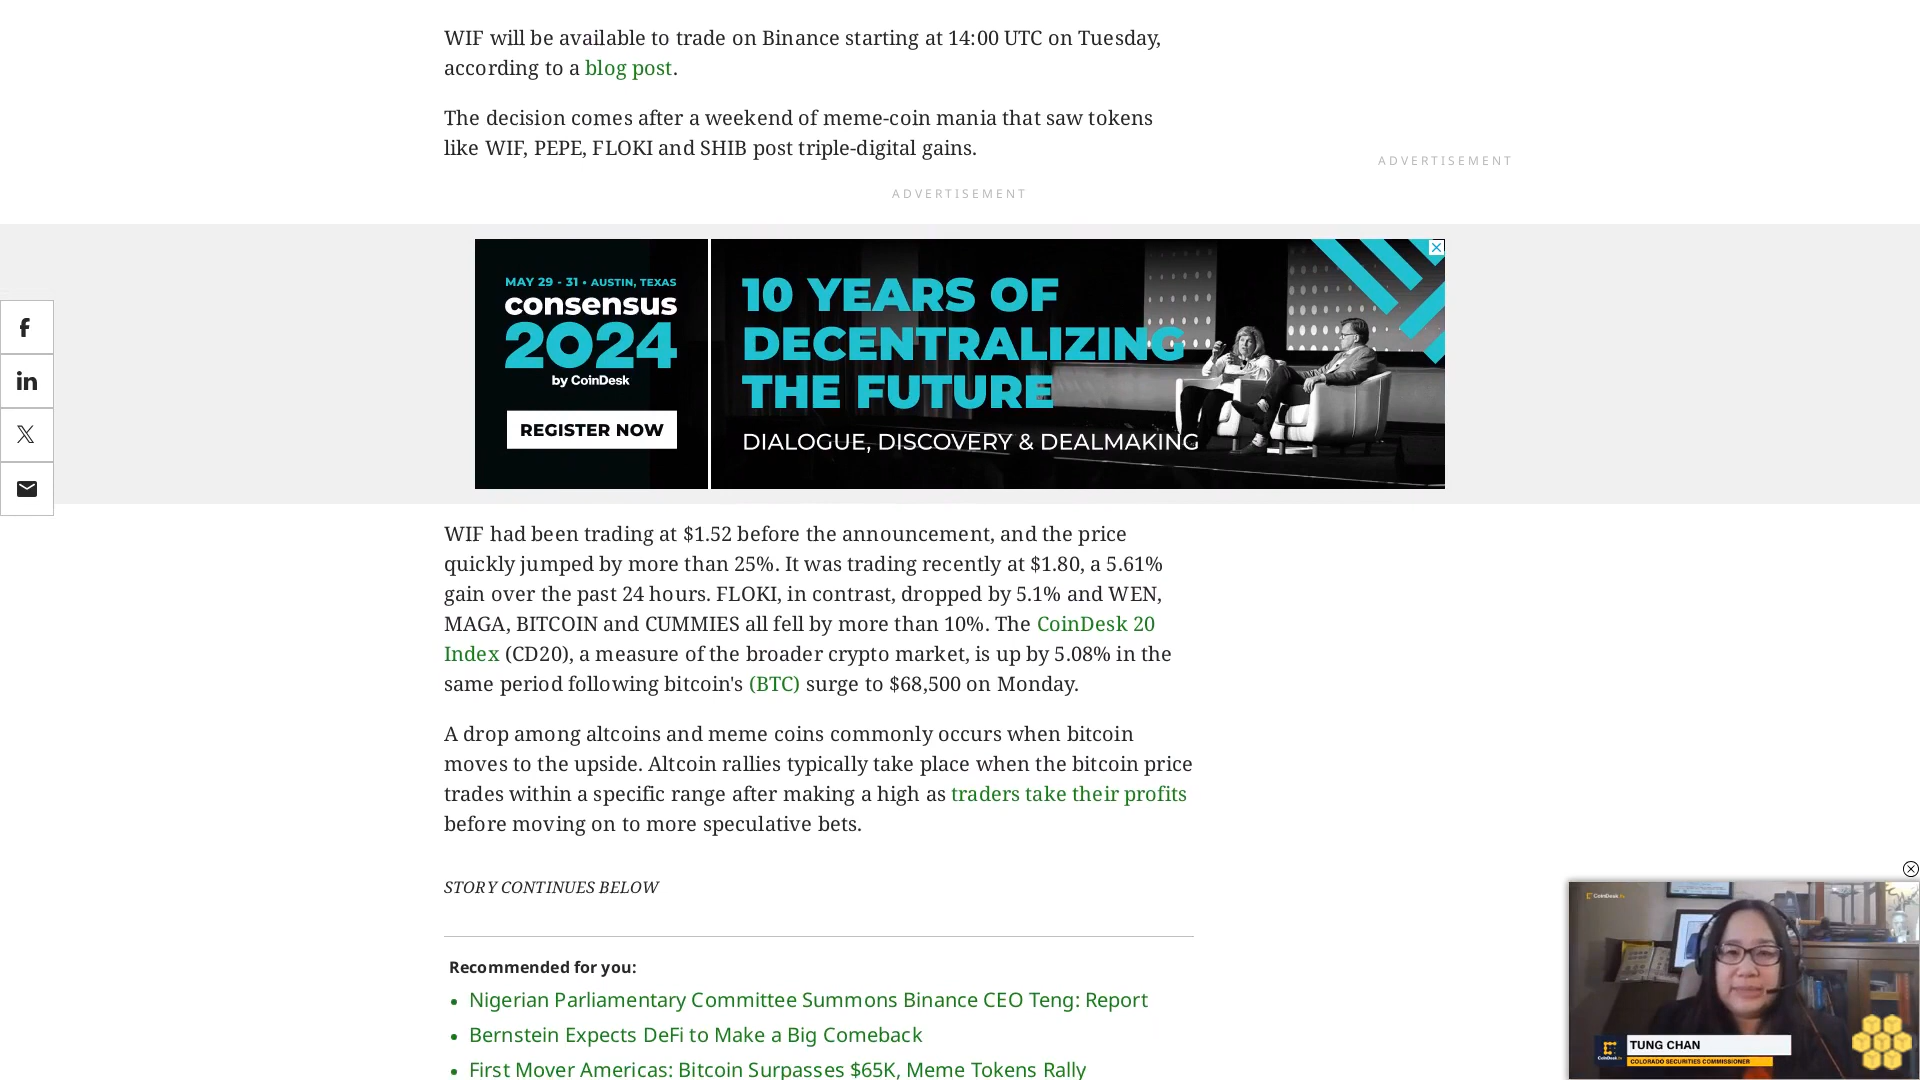 WIF will be available to trade on Binance starting at 14:00 UTC on Tuesday,
according to a blog post.
The decision comes after a weekend of meme-coin mania that saw tokens
like WIF, PEPE, FLOKI and SHIB post triple-digital gains.
ADVERTISEMENT
ADVERTISEMENT
MAY 29 - 31 • AUSTIN, TEXAS
consensus
2024
by CoinDesk
REGISTER NOW
10 YEARS OF
DECENTRALIZING
THE FUTURE
DIALOGUE, DISCOVERY & DEALMAKING
WIF had been trading at $1.52 before the announcement, and the price
quickly jumped by more than 25%. It was trading recently at $1.80, a 5.61%
gain over the past 24 hours. FLOKI, in contrast, dropped by 5.1% and WEN,
MAGA, BITCOIN and CUMMIES all fell by more than 10%. The CoinDesk 20
Index (CD20), a measure of the broader crypto market, is up by 5.08% in the
same period following bitcoin's (BTC) surge to $68,500 on Monday.
A drop among altcoins and meme coins commonly occurs when bitcoin
moves to the upside. Altcoin rallies typically take place when the bitcoin price
trades within a specific range after making a high as traders take their profits
before moving on to more speculative bets.
STORY CONTINUES BELOW
Recommended for you:
• Nigerian Parliamentary Committee Summons Binance CEO Teng: Report
• Bernstein Expects DeFi to Make a Big Comeback
• First Mover Americas: Bitcoin Surpasses $65K, Meme Tokens Rally
CoinDesk
TUNG CHAN
COLORADO SECURITIES COMMISSIONER